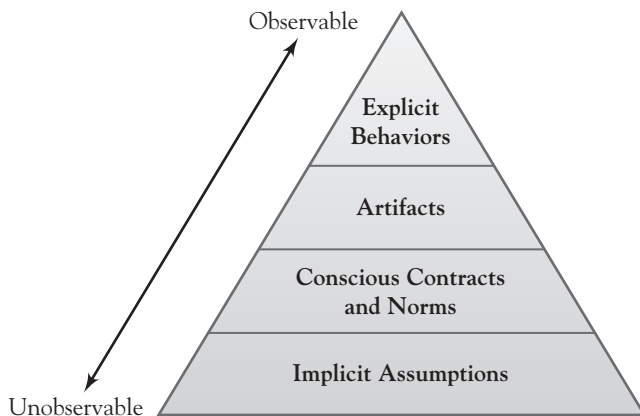 Observable
Explicit
Behaviors
Artifacts
Conscious Contracts
and Norms
Implicit Assumptions
Unobservable